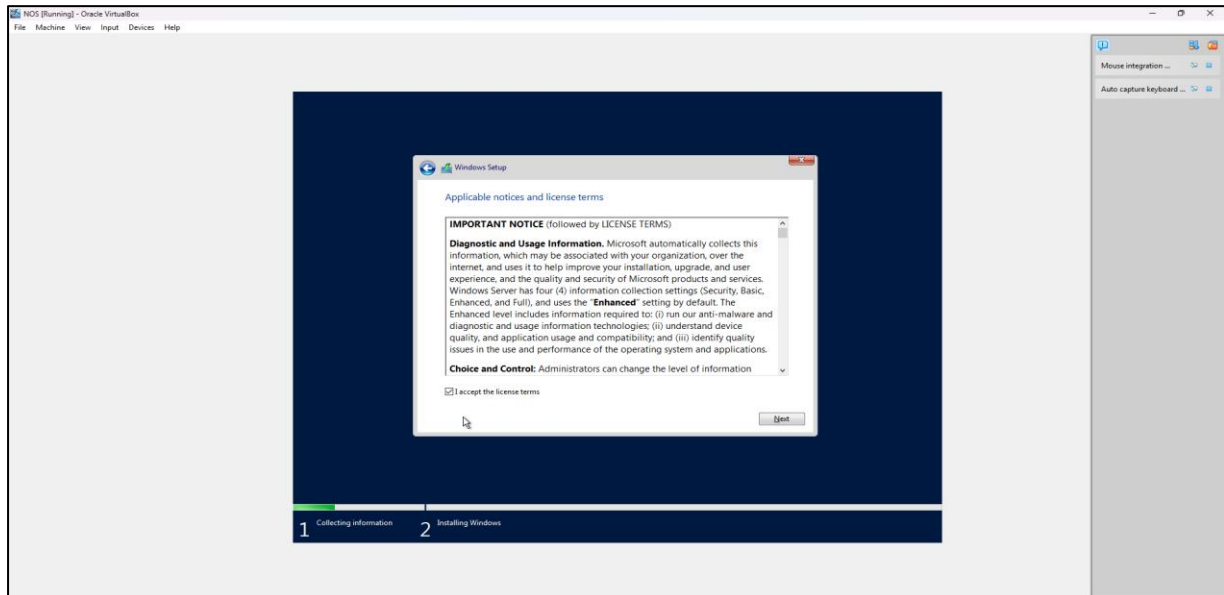 NOS [Running] - Oracle VirtualBox
File Machine View Input Devices Help
Mouse integration ...
Auto capture keyboard ...
Windows Setup
Applicable notices and license terms
IMPORTANT NOTICE (followed by LICENSE TERMS)
Diagnostic and Usage Information. Microsoft automatically collects this
information, which may be associated with your organization, over the
internet, and uses it to help improve your installation, upgrade, and user
experience, and the quality and security of Microsoft products and services.
Windows Server has four (4) information collection settings (Security, Basic,
Enhanced, and Full), and uses the "Enhanced" setting by default. The
Enhanced level includes information required to: (i) run our anti-malware and
diagnostic and usage information technologies; (ii) understand device
quality, and application usage and compatibility; and (iii) identify quality
issues in the use and performance of the operating system and applications.
Choice and Control: Administrators can change the level of information
I accept the license terms
Next
1 Collecting information 2 Installing Windows